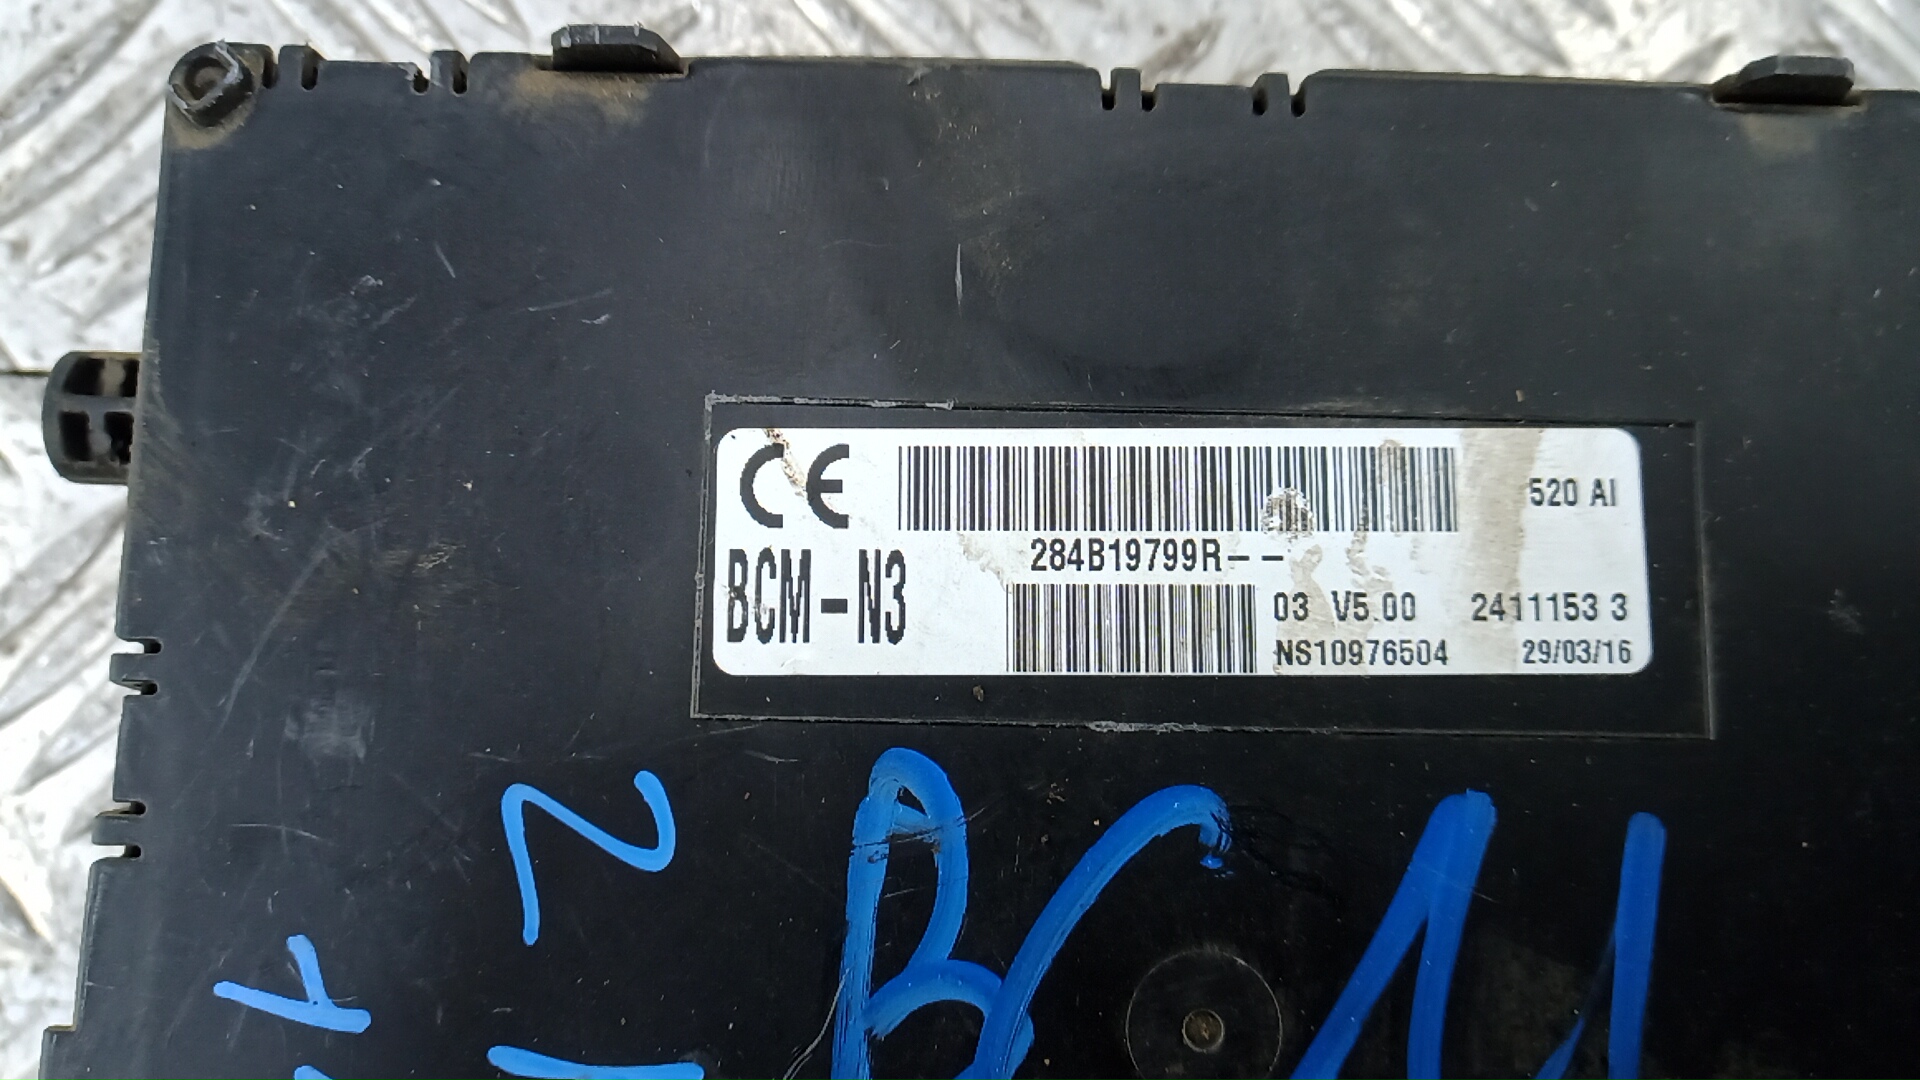 CE 520 AI
284B19799R--
BCM-N3 03 V5.00 2411153 3
NS10976504 29/03/16
BCM